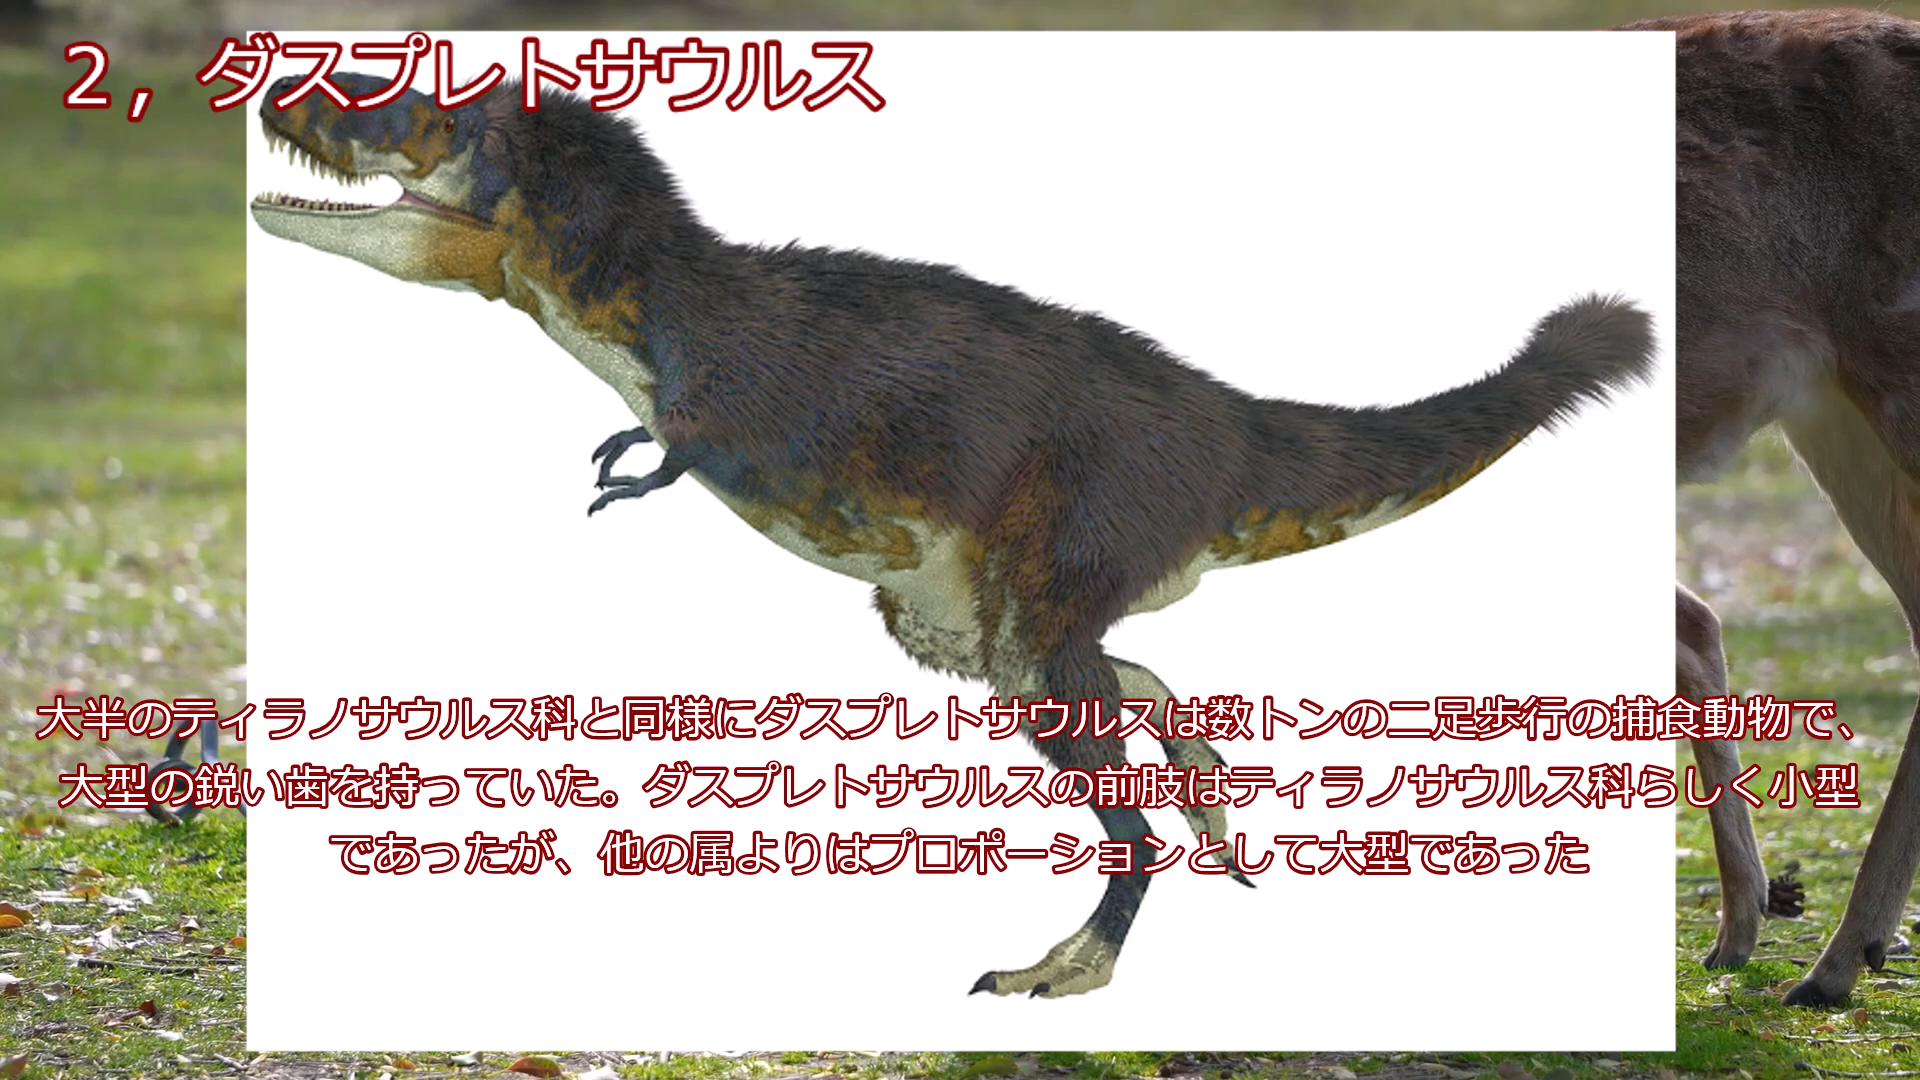 ２，ダスプレトサウルス
大半のティラノサウルス科と同様にダスプレトサウルスは数トンの二足歩行の捕食動物で、
大型の鋭い歯を持っていた。ダスプレトサウルスの前肢はティラノサウルス科らしく小型
であったが、他の属よりはプロポーションとして大型であった